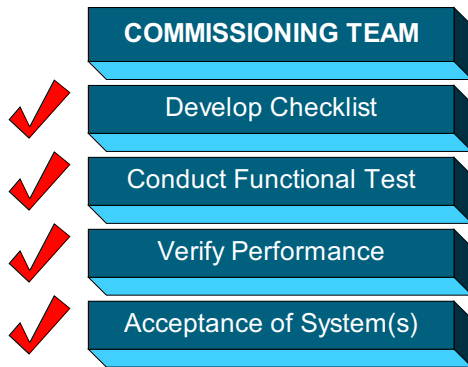 COMMISSIONING TEAM
Develop Checklist
Conduct Functional Test
Verify Performance
Acceptance of System(s)